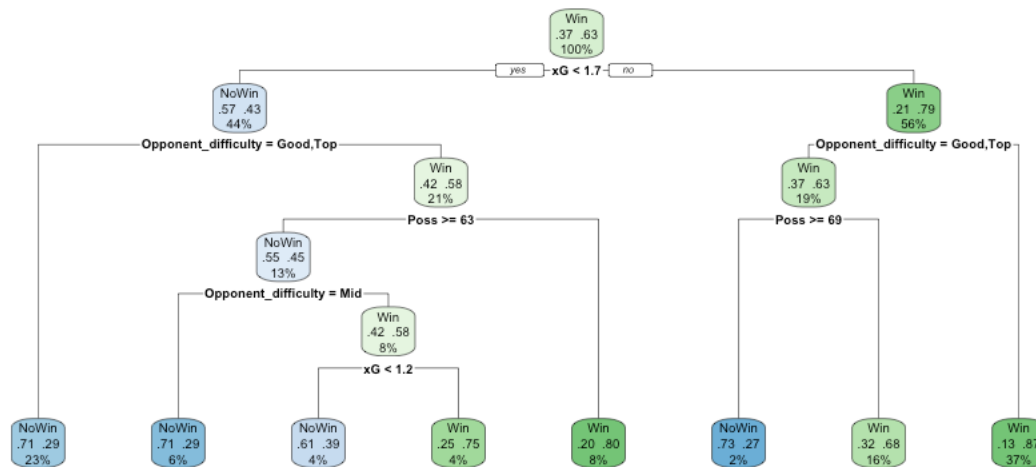 Win
.37 .63
100%
yes xG < 1.7 no
NoWin
.57 .43
44%
Win
.21 .79
56%
Opponent_difficulty = Good,Top
Opponent_difficulty = Good,Top
Win
.42 .58
21%
Win
.37 .63
19%
Poss >= 63
Poss >= 69
NoWin
.55 .45
13%
Opponent_difficulty = Mid
Win
.42 .58
8%
xG < 1.2
NoWin
.71 .29
23%
NoWin
.71 .29
6%
NoWin
.61 .39
4%
Win
.25 .75
4%
Win
.20 .80
8%
NoWin
.73 .27
2%
Win
.32 .68
16%
Win
.13 .87
37%